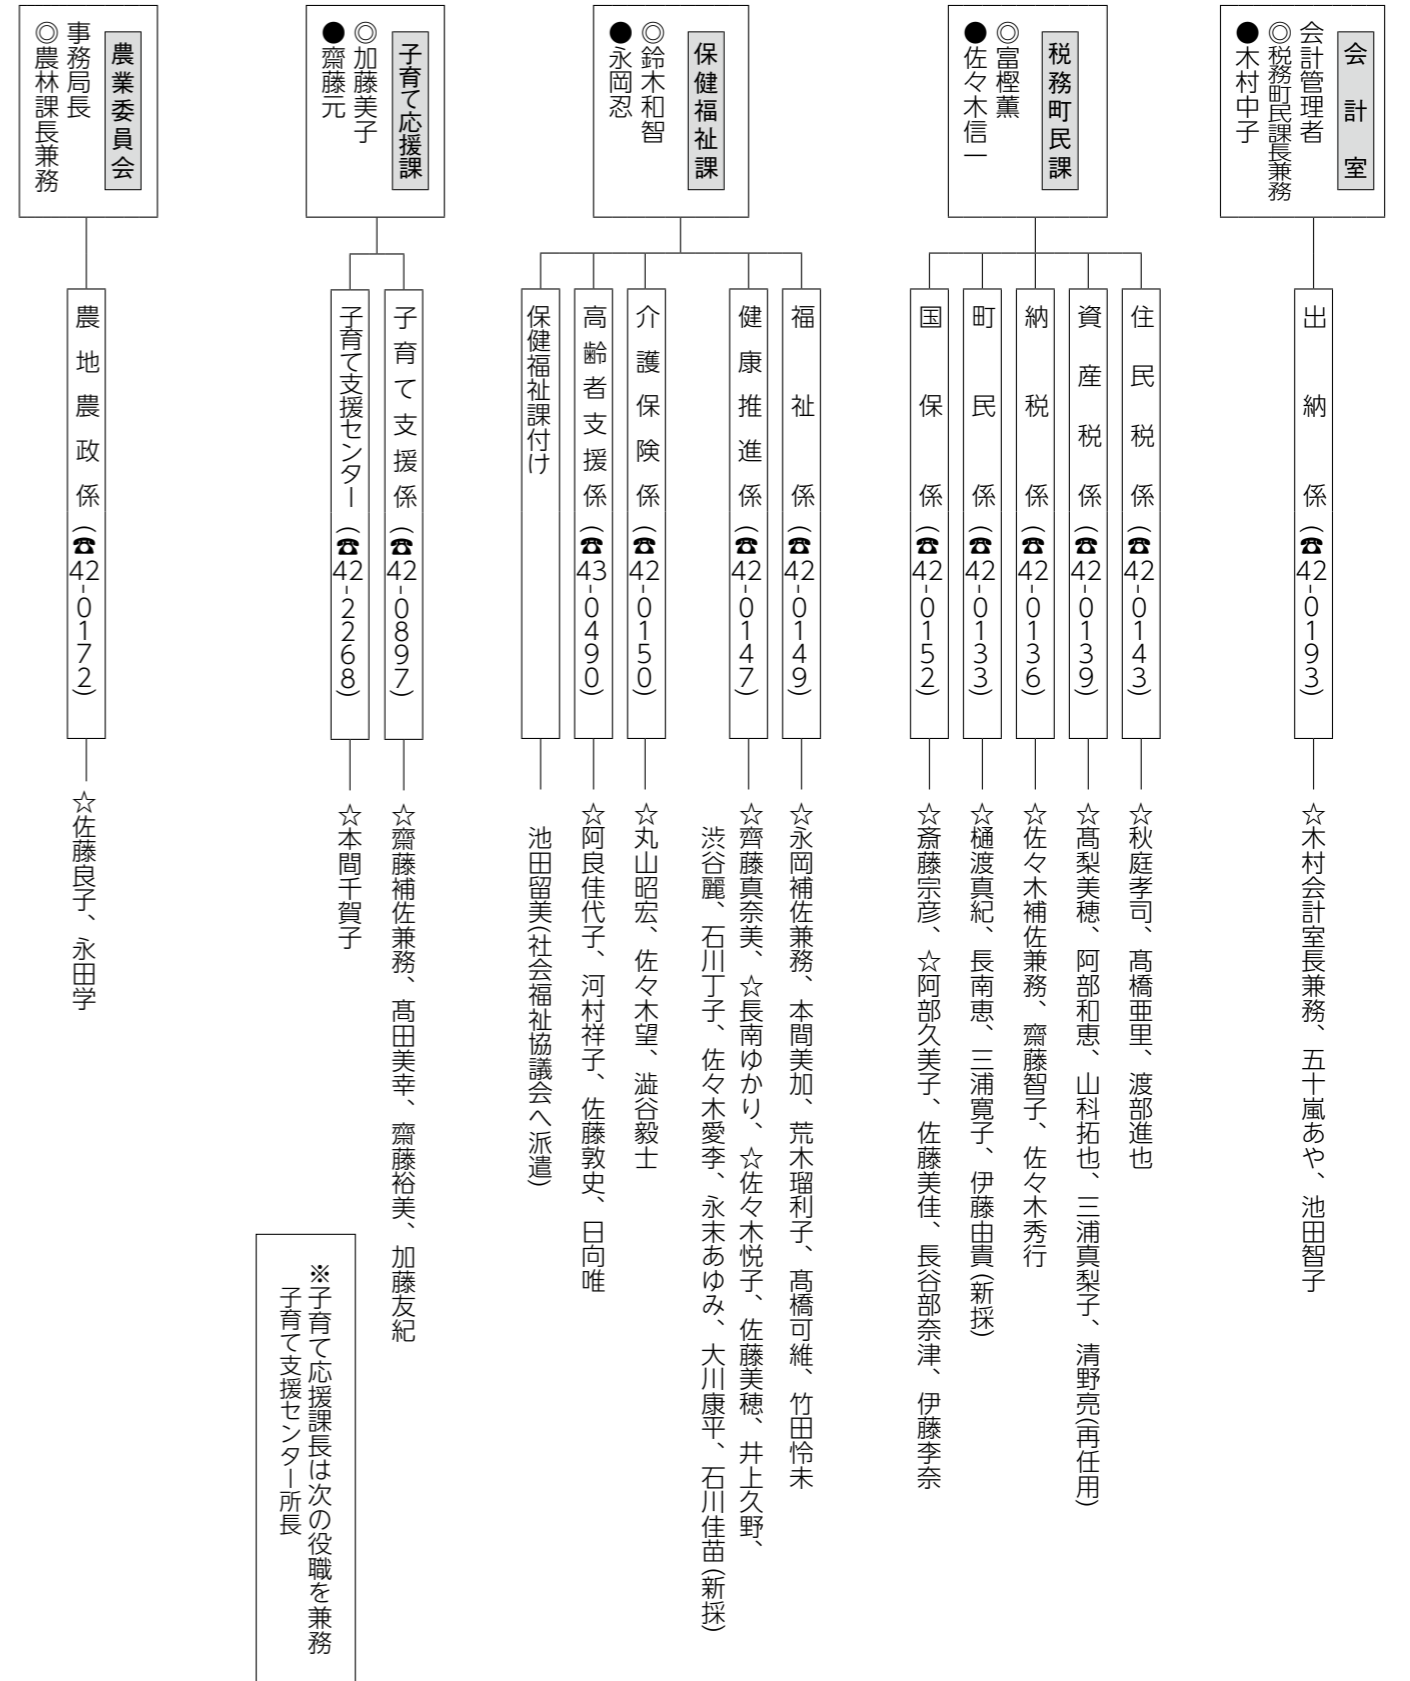 会計室
会計管理者
◎税務町民課長兼務
●木村中子
出納係(☎42-0193)
☆木村会計室長兼務、五十嵐あや、池田智子
税務町民課
◎富樫薫
●佐々木信一
住民税係(☎42-0143)
☆秋庭孝司、髙橋亜里、渡部進也
資産税係(☎42-0139)
☆髙梨美穂、阿部和恵、山科拓也、三浦真梨子、清野亮(再任用)
納税係(☎42-0136)
☆佐々木補佐兼務、齋藤智子、佐々木秀行
町民係(☎42-0133)
☆樋渡真紀、長南恵、三浦寛子、伊藤由貴(新採)
国保係(☎42-0152)
☆斎藤宗彦、☆阿部久美子、佐藤美佳、長谷部奈津、伊藤李奈
保健福祉課
◎鈴木和智
●永岡忍
福祉係(☎42-0149)
☆永岡補佐兼務、本間美加、荒木瑠利子、髙橋可維、竹田怜未
健康推進係(☎42-0147)
☆齊藤真奈美、☆長南ゆかり、☆佐々木悦子、佐藤美穂、井上久野、
渋谷麗、石川丁子、佐々木愛李、永末あゆみ、大川康平、石川佳苗(新採)
介護保険係(☎42-0150)
☆丸山昭宏、佐々木望、澁谷毅士
高齢者支援係(☎43-0490)
☆阿良佳代子、河村祥子、佐藤敦史、日向唯
保健福祉課付け
池田留美(社会福祉協議会へ派遣)
子育て応援課
◎加藤美子
●齋藤元
子育て支援係(☎42-0897)
☆齋藤補佐兼務、髙田美幸、齋藤裕美、加藤友紀
子育て支援センター(☎42-2268)
☆本間千賀子
※子育て応援課長は次の役職を兼務
子育て支援センター所長
農業委員会
事務局長
◎農林課長兼務
農地農政係(☎42-0172)
☆佐藤良子、永田学